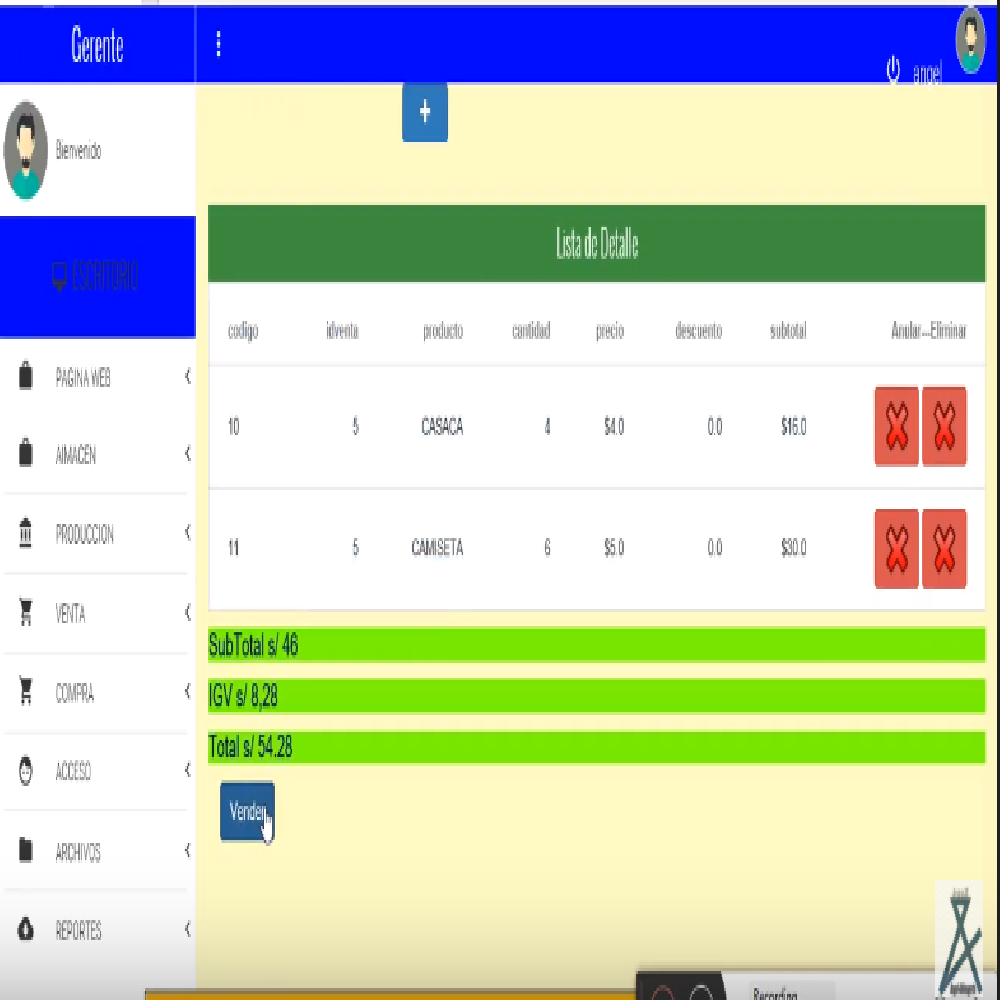 Gerente
angel
Bienvenido
ESCRITORIO
Lista de Detalle
codigo idventa producto cantidad precio descuento subtotal Anular--Eliminar
PAGINA WEB
10 5 CASACA 4 $4.0 0.0 $16.0
AlMACEN
PRODUCCION
11 5 CAMISETA 6 $5.0 0.0 $30.0
VENTA
SubTotal s/ 46
COMPRA
IGV s/ 8,28
Total s/ 54.28
ACCESO
Vender
ARCHIVOS
REPORTES
Recording